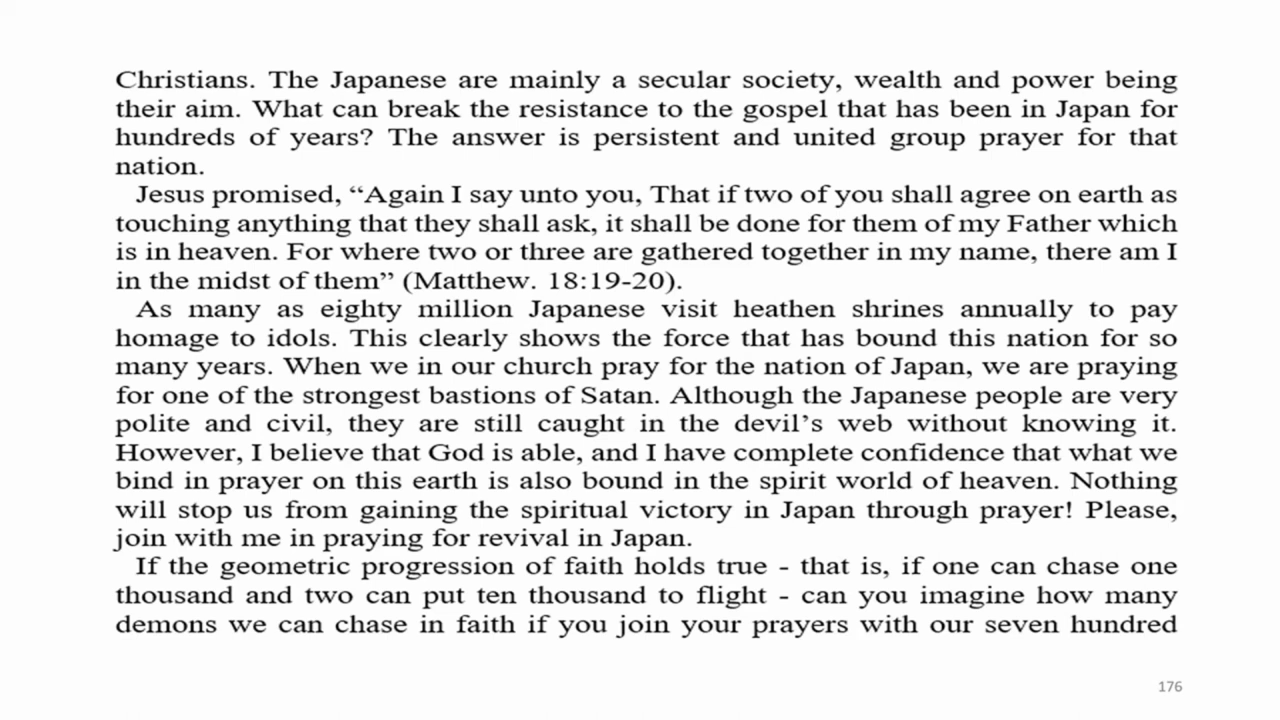 Christians. The Japanese are mainly a secular society, wealth and power being
their aim. What can break the resistance to the gospel that has been in Japan for
hundreds of years? The answer is persistent and united group prayer for that
nation.
Jesus promised, “Again I say unto you, That if two of you shall agree on earth as
touching anything that they shall ask, it shall be done for them of my Father which
is in heaven. For where two or three are gathered together in my name, there am I
in the midst of them” (Matthew. 18:19-20).
As many as eighty million Japanese visit heathen shrines annually to pay
homage to idols. This clearly shows the force that has bound this nation for so
many years. When we in our church pray for the nation of Japan, we are praying
for one of the strongest bastions of Satan. Although the Japanese people are very
polite and civil, they are still caught in the devil’s web without knowing it.
However, I believe that God is able, and I have complete confidence that what we
bind in prayer on this earth is also bound in the spirit world of heaven. Nothing
will stop us from gaining the spiritual victory in Japan through prayer! Please,
join with me in praying for revival in Japan.
If the geometric progression of faith holds true - that is, if one can chase one
thousand and two can put ten thousand to flight - can you imagine how many
demons we can chase in faith if you join your prayers with our seven hundred
176